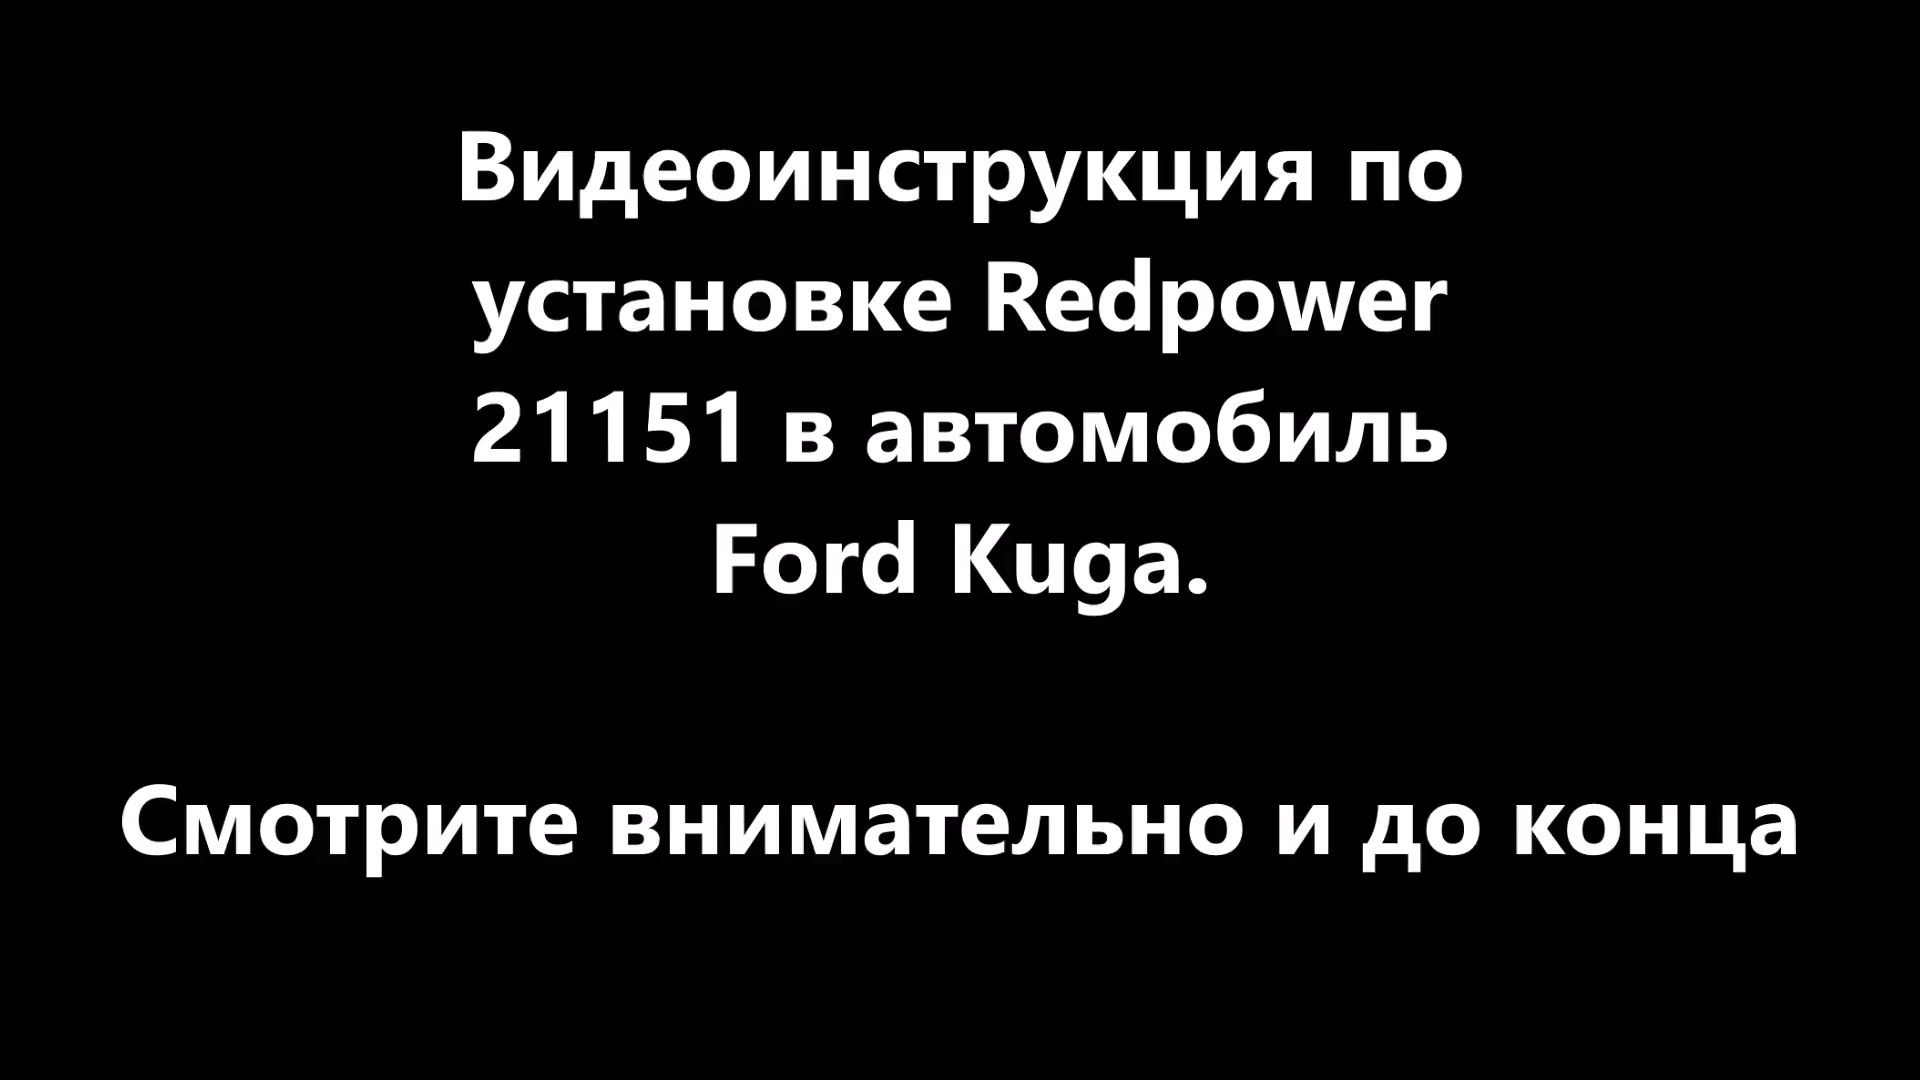 Видеоинструкция по
установке Redpower
21151 в автомобиль
Ford Kuga.
Смотрите внимательно и до конца